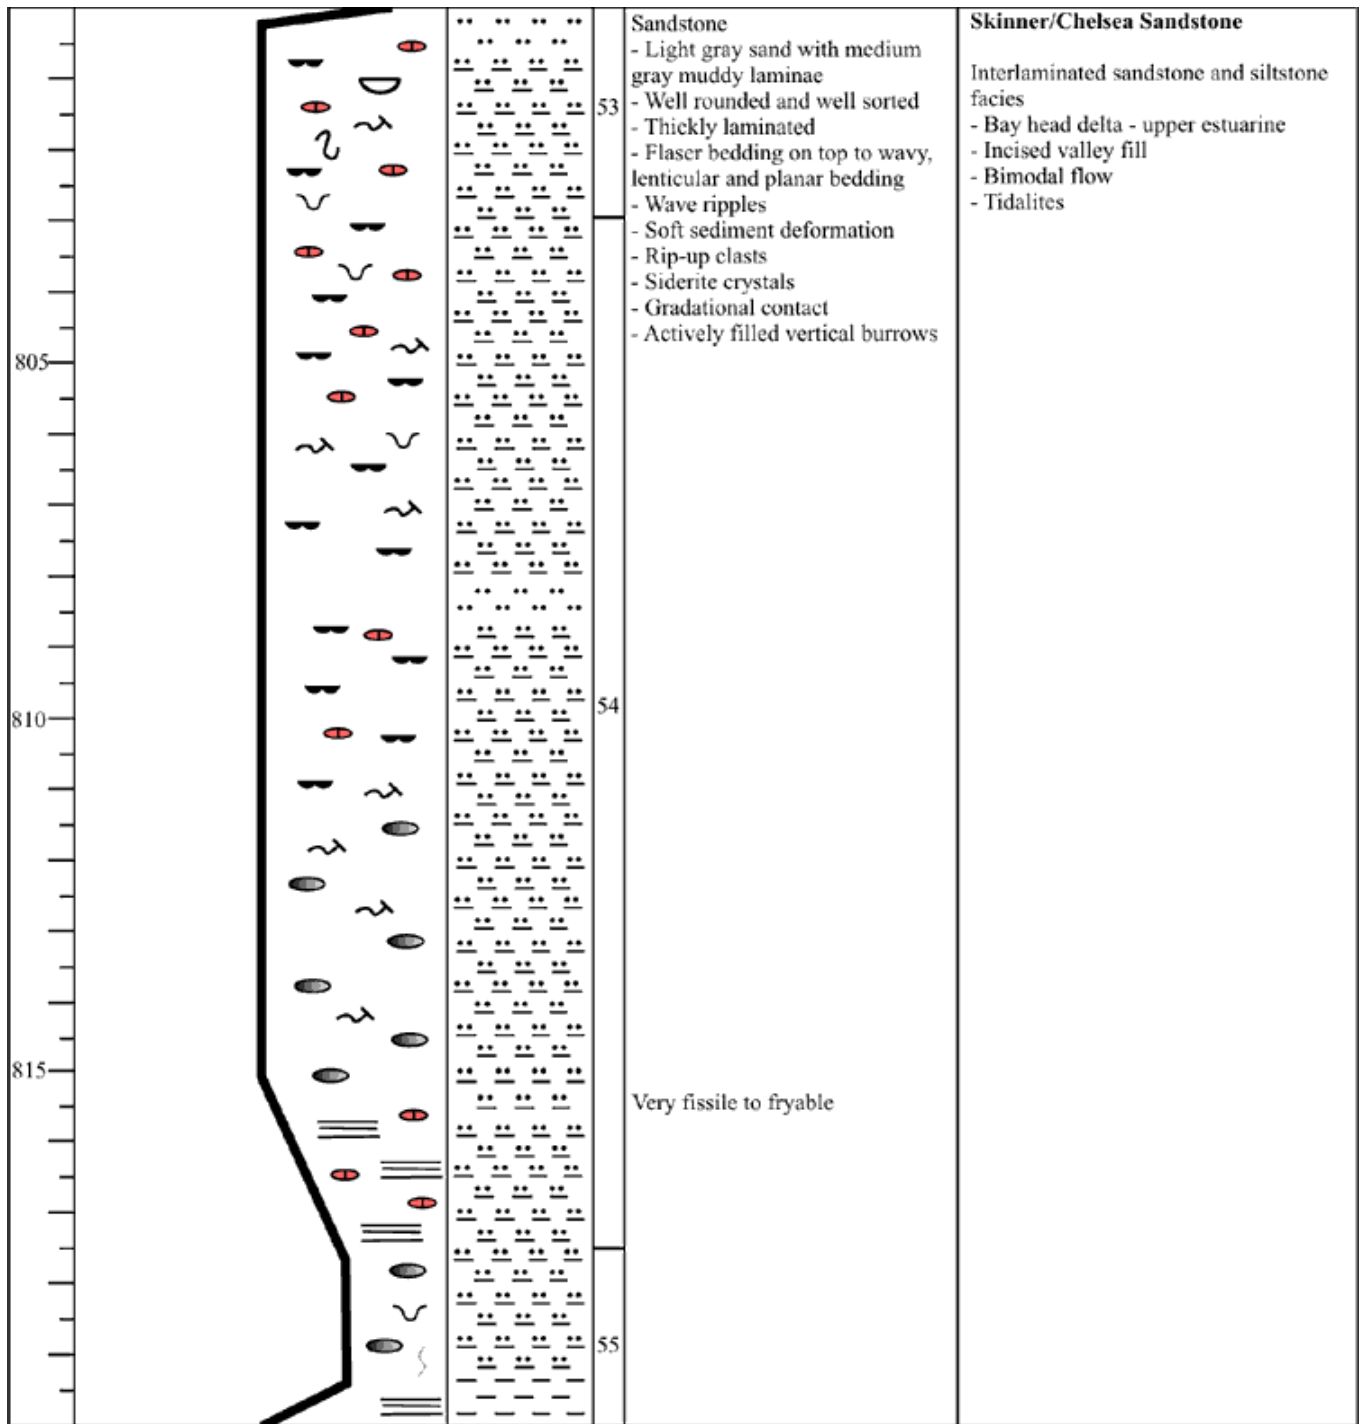 Sandstone
- Light gray sand with medium
gray muddy laminae
- Well rounded and well sorted
- Thickly laminated
- Flaser bedding on top to wavy,
lenticular and planar bedding
- Wave ripples
- Soft sediment deformation
- Rip-up clasts
- Siderite crystals
- Gradational contact
- Actively filled vertical burrows
Skinner/Chelsea Sandstone
Interlaminated sandstone and siltstone
facies
- Bay head delta - upper estuarine
- Incised valley fill
- Bimodal flow
- Tidalites
53
805
54
810
815
Very fissile to fryable
55